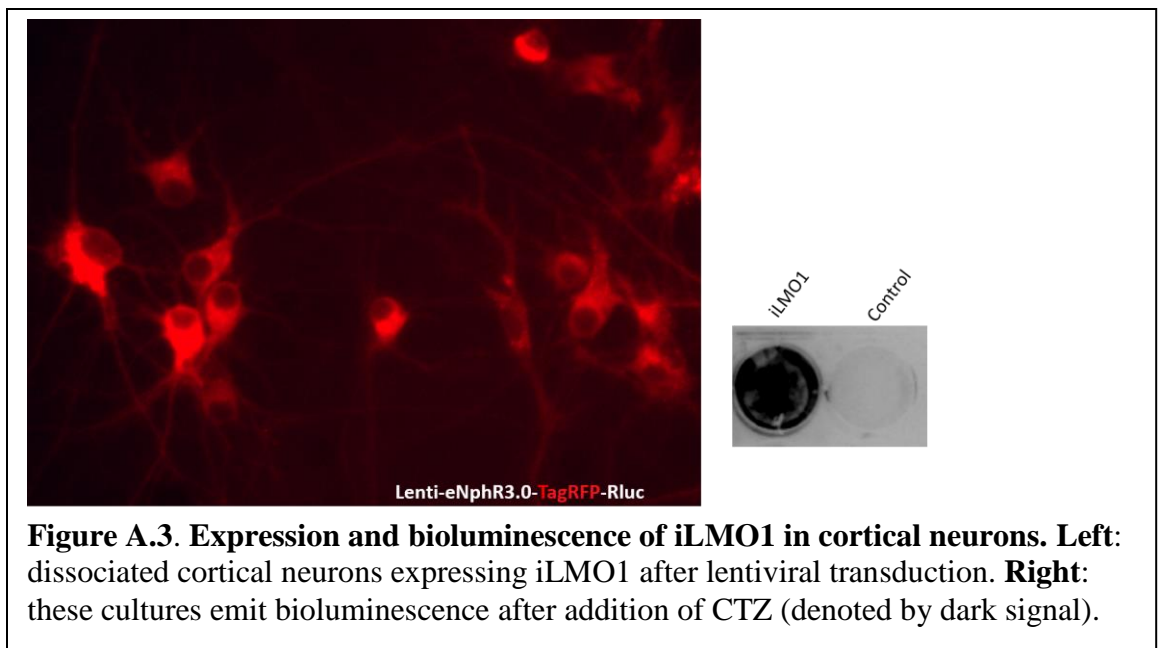 iLMO1
Control
Lenti-eNphR3.0-TagRFP-Rluc
Figure A.3. Expression and bioluminescence of iLMO1 in cortical neurons. Left:
dissociated cortical neurons expressing iLMO1 after lentiviral transduction. Right:
these cultures emit bioluminescence after addition of CTZ (denoted by dark signal).